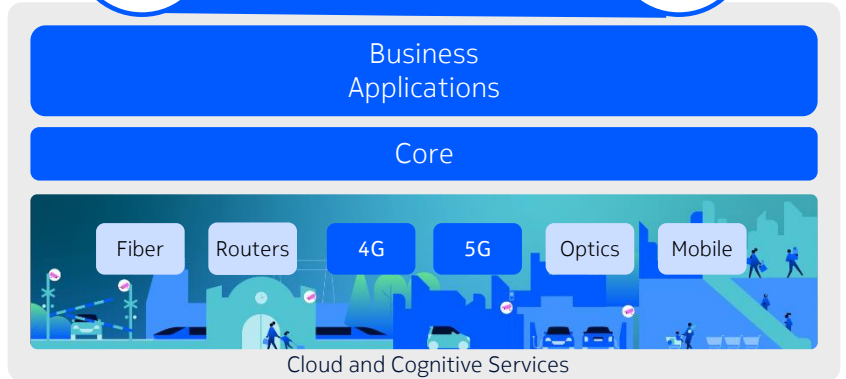 Business
Applications
Core
Fiber Routers 4G 5G Optics Mobile
Cloud and Cognitive Services